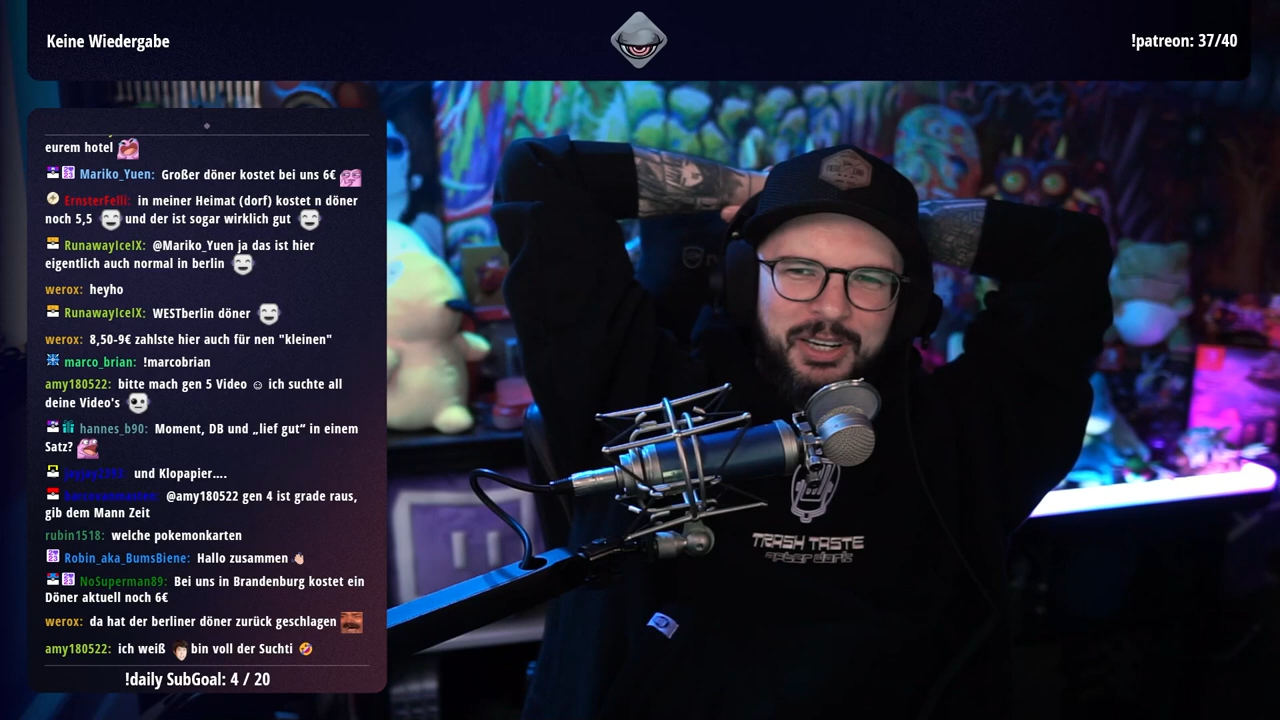 Keine Wiedergabe
!patreon: 37/40
eurem hotel
Mariko_Yuen: Großer döner kostet bei uns 6€
ErnsterFelli: in meiner Heimat (dorf) kostet n döner
noch 5,5 und der ist sogar wirklich gut
RunawayIceIX: @Mariko_Yuen ja das ist hier
eigentlich auch normal in berlin
werox: heyho
RunawayIceIX: WESTberlin döner
werox: 8,50-9€ zahlste hier auch für nen "kleinen"
marco_brian: !marcobrian
amy180522: bitte mach gen 5 Video ☺ ich suchte all
deine Video's
hannes_b90: Moment, DB und „lief gut" in einem
Satz?
und Klopapier....
@amy180522 gen 4 ist grade raus,
gib dem Mann Zeit
rubin1518: welche pokemonkarten
Robin_aka_BumsBiene: Hallo zusammen
NoSuperman89: Bei uns in Brandenburg kostet ein
Döner aktuell noch 6€
werox: da hat der berliner döner zurück geschlagen
amy180522: ich weiß bin voll der Suchti 🤣
!daily SubGoal: 4 / 20
TRASH TASTE
after dark